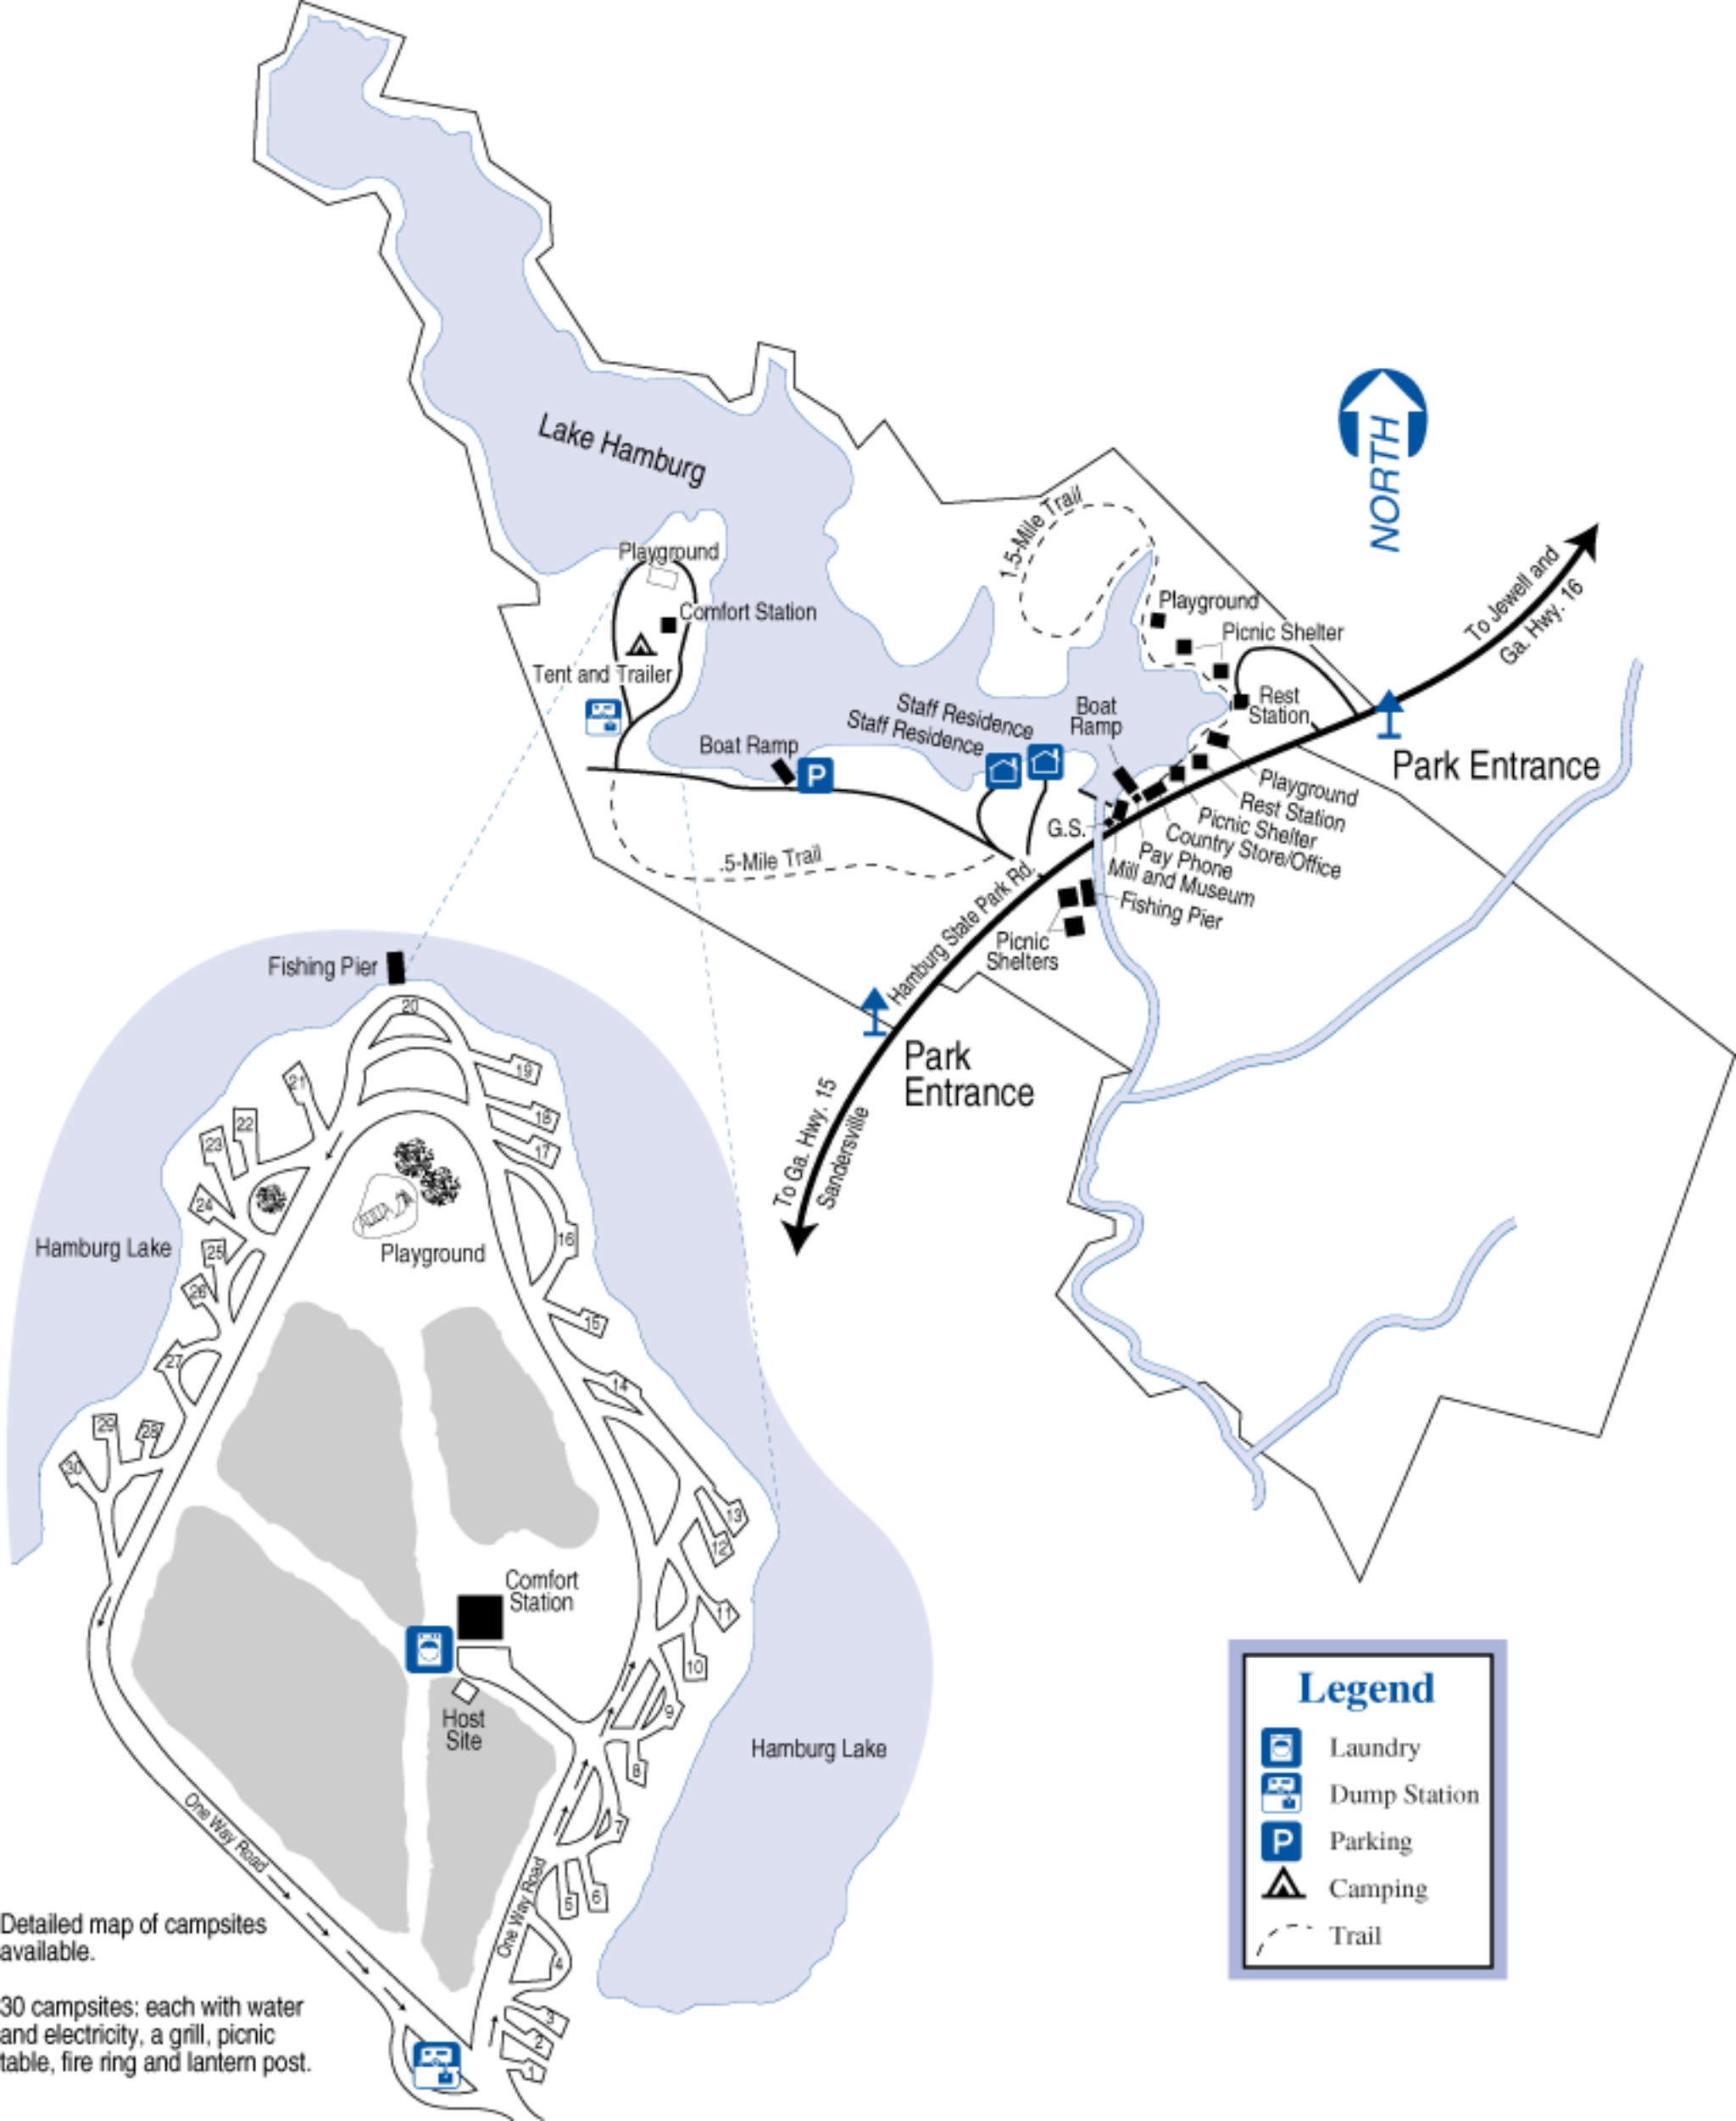 Lake Hamburg
NORTH
1.5-Mile Trail
To Jewell and
Ga. Hwy. 16
Playground
Comfort Station
Tent and Trailer
Playground
Picnic Shelter
Rest
Station
Park Entrance
Staff Residence
Staff Residence
Boat
Ramp
Boat Ramp
P
G.S.
Playground
Rest Station
Picnic Shelter
Country Store/Office
Pay Phone
Mill and Museum
Fishing Pier
.5-Mile Trail
Hamburg State Park Rd.
Picnic
Shelters
Park
Entrance
To Ga. Hwy. 15
Sandersville
Fishing Pier
20
19
18
17
21
22
23
24
25
26
27
28
29
30
Hamburg Lake
Playground
16
15
14
13
12
11
10
9
8
7
6
5
4
3
2
1
Comfort
Station
Host
Site
Hamburg Lake
One Way Road
One Way Road
Detailed map of campsites
available.
30 campsites: each with water
and electricity, a grill, picnic
table, fire ring and lantern post.
Legend
Laundry
Dump Station
P Parking
Camping
Trail